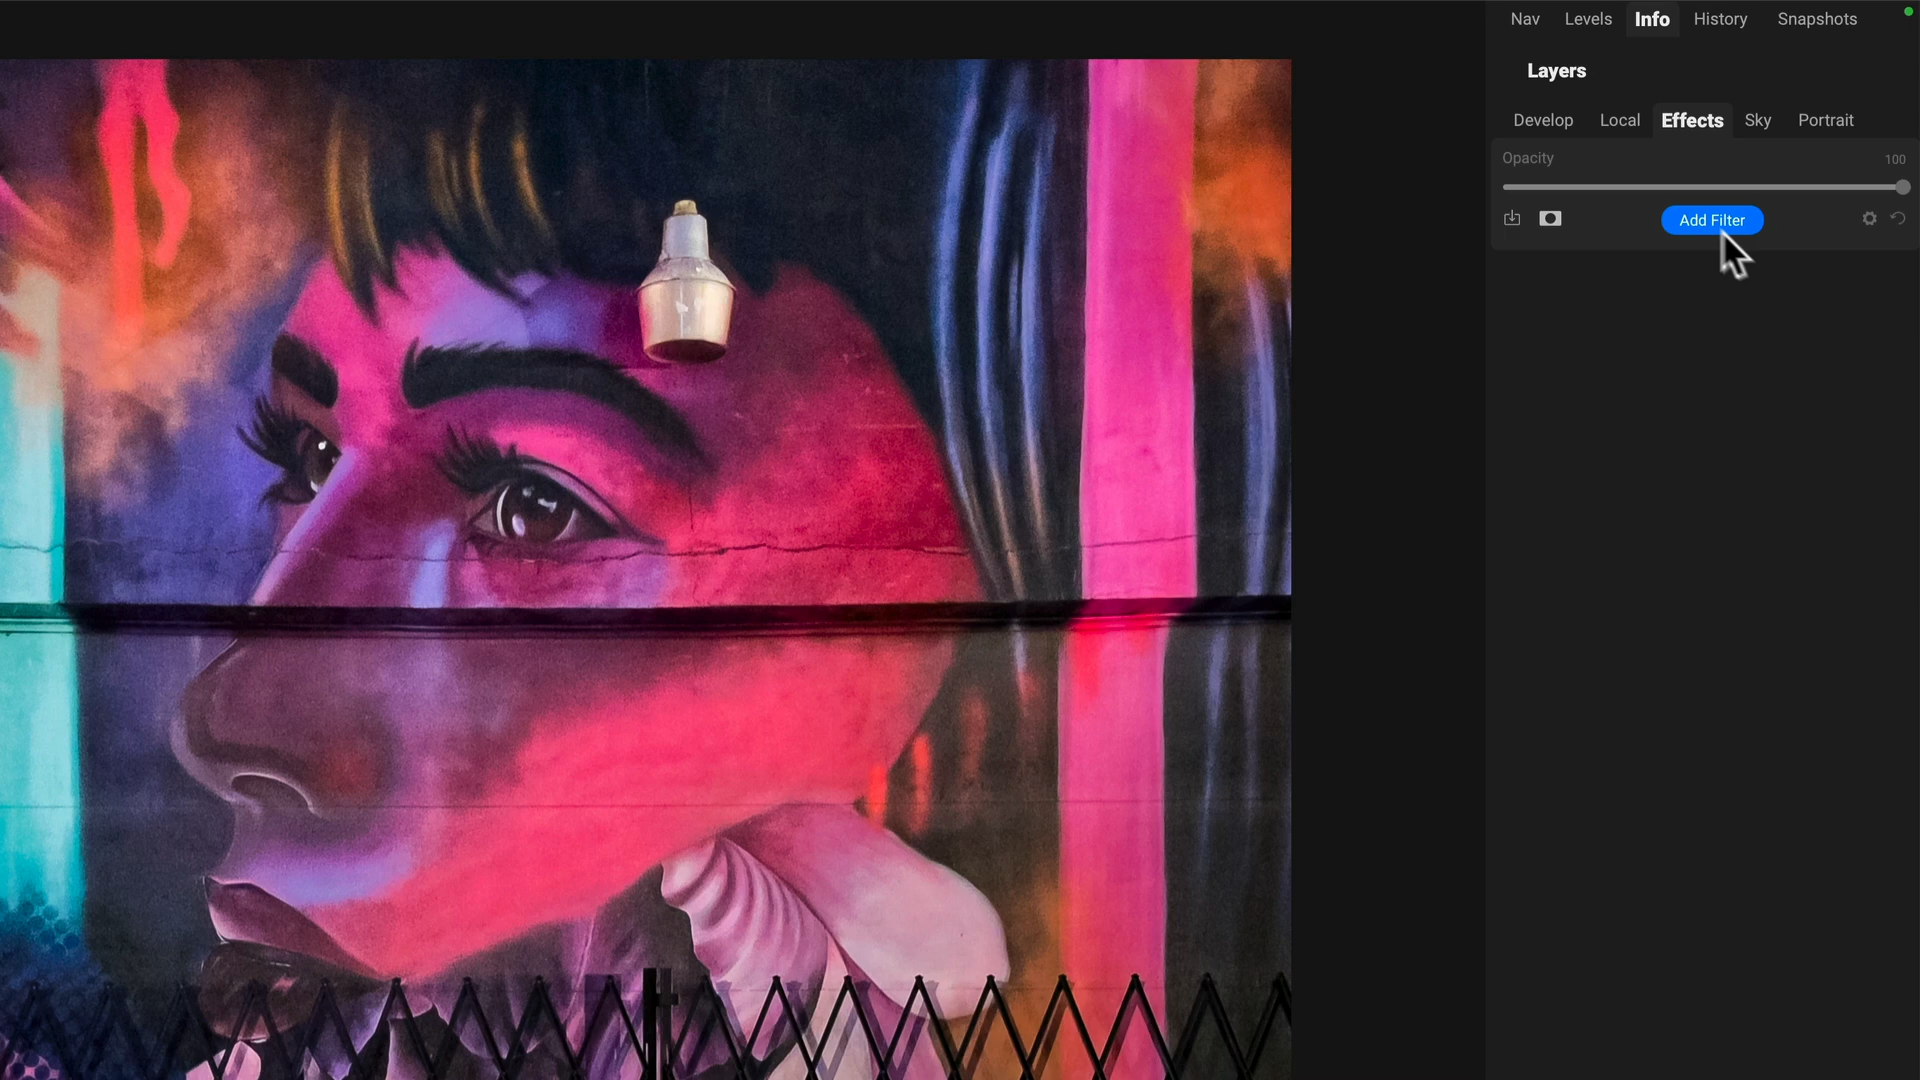 Nav Levels Info History Snapshots
Layers
Develop Local Effects Sky Portrait
Opacity 100
Add Filter